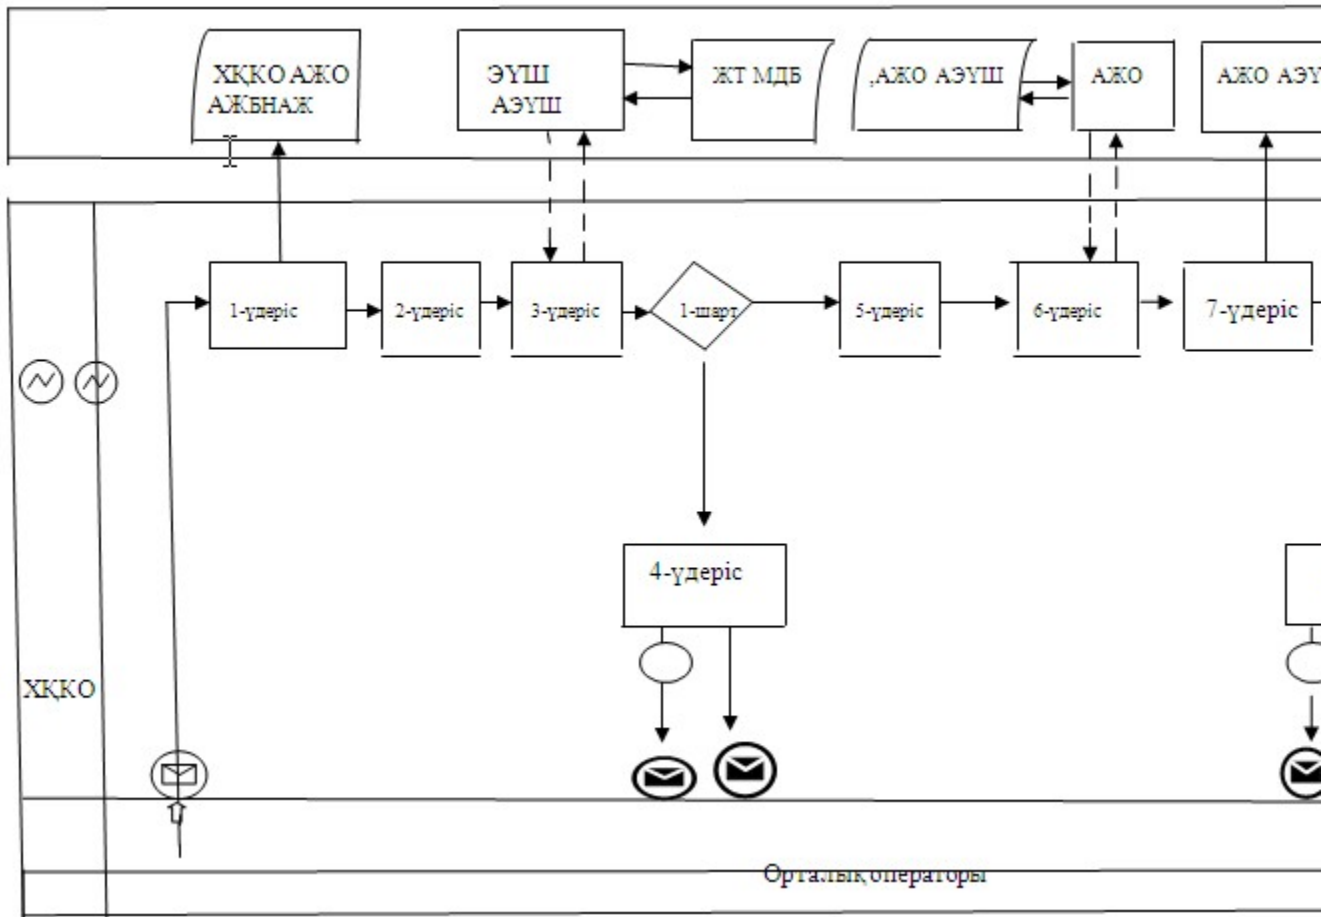 ХҚКО АЖО
АЖБНАЖ
ЭҮШ
АЭҮШ
ЖТ МДБ
,АЖО АЭҮШ
АЖО
АЖО АЭҮ
1-үдеріс
2-үдеріс
3-үдеріс
1-шарт
5-үдеріс
6-үдеріс
7-үдеріс
4-үдеріс
ХҚКО
Орталық операторы